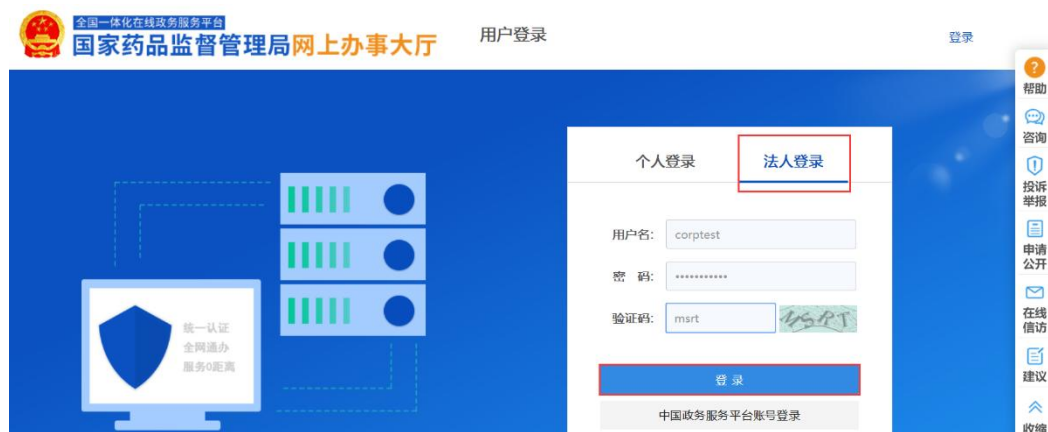 全国一体化在线政务服务平台
国家药品监督管理局网上办事大厅
用户登录
登录
个人登录
法人登录
用户名:
corptest
密 码:
•••••••••••
验证码:
msrt
MSRT
登 录
中国政务服务平台账号登录
统一认证
全网通办
服务0距离
?
帮助
咨询
投诉
举报
申请
公开
在线
信访
建议
收缩